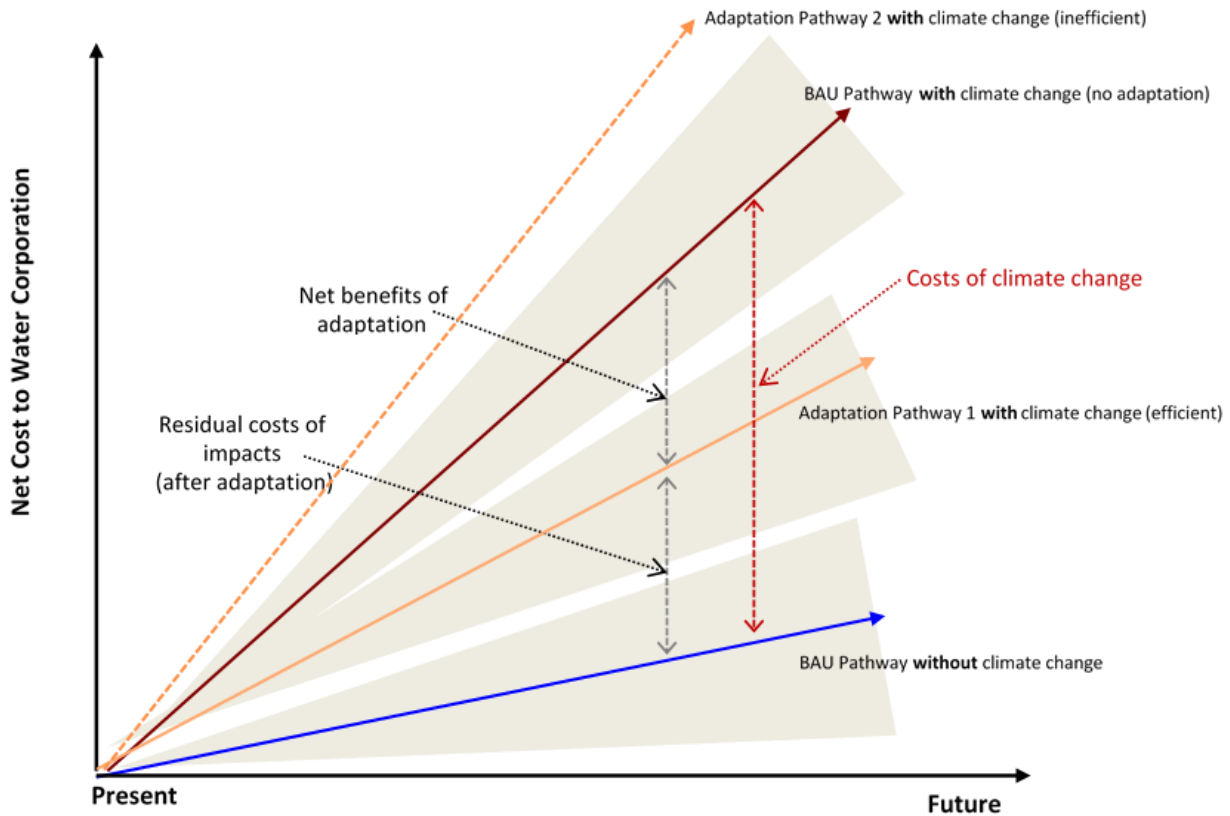 Adaptation Pathway 2 with climate change (inefficient)
BAU Pathway with climate change (no adaptation)
Net Cost to Water Corporation
Costs of climate change
Net benefits of
adaptation
Adaptation Pathway 1 with climate change (efficient)
Residual costs of
impacts
(after adaptation)
BAU Pathway without climate change
Present
Future